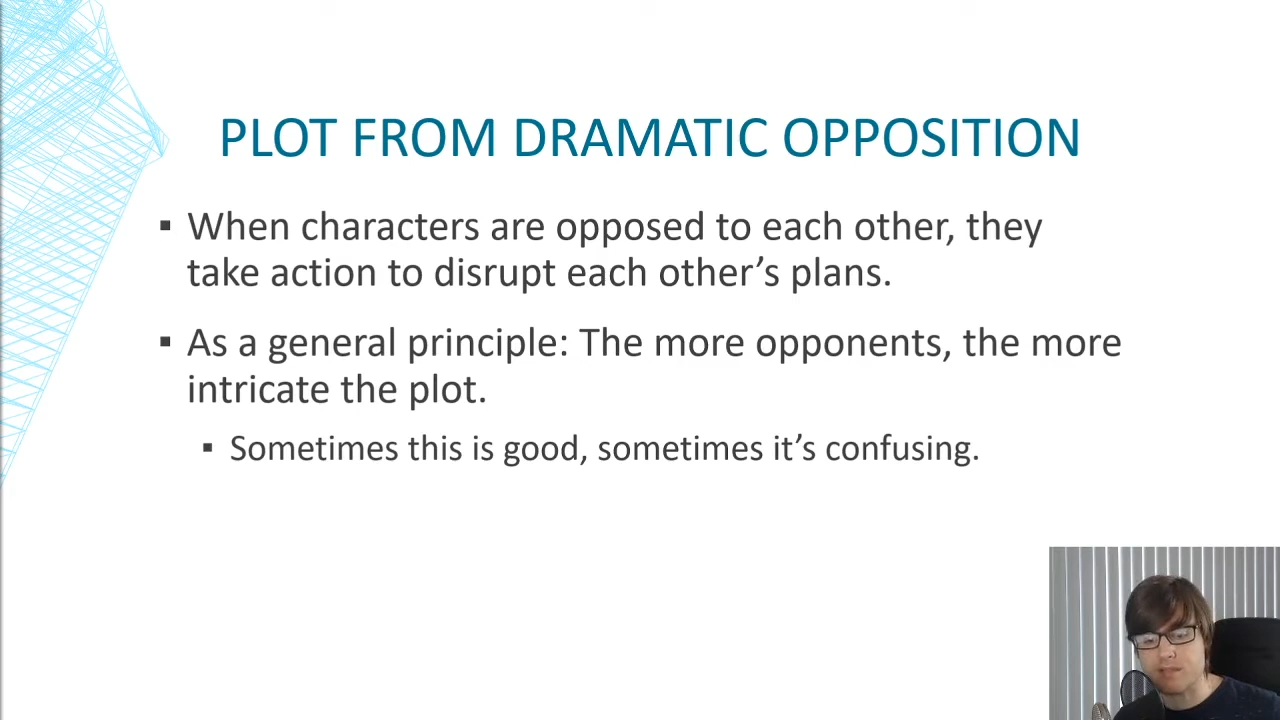 PLOT FROM DRAMATIC OPPOSITION
▪ When characters are opposed to each other, they
take action to disrupt each other’s plans.
▪ As a general principle: The more opponents, the more
intricate the plot.
▪ Sometimes this is good, sometimes it’s confusing.